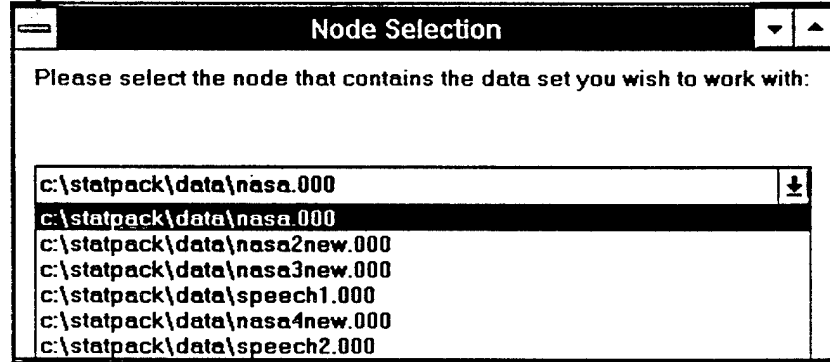 Node Selection
Please select the node that contains the data set you wish to work with:
c:\statpack\data\nasa.000
c:\statpack\data\nasa.000
c:\statpack\data\nasa2new.000
c:\statpack\data\nasa3new.000
c:\statpack\data\speech1.000
c:\statpack\data\nasa4new.000
c:\statpack\data\speech2.000